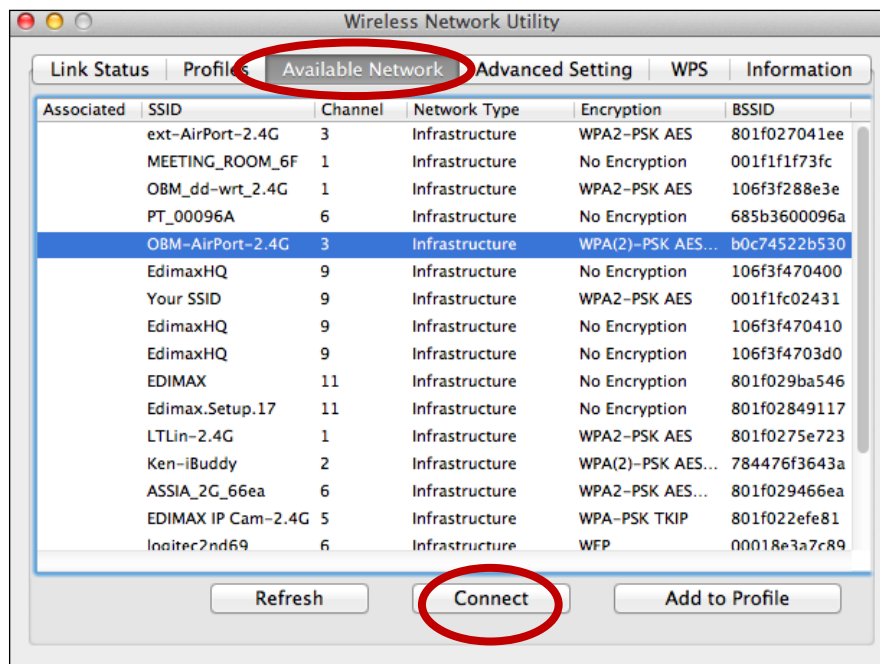 Wireless Network Utility
Link Status Profiles Available Network Advanced Setting WPS Information
Associated SSID Channel Network Type Encryption BSSID
ext-AirPort-2.4G 3 Infrastructure WPA2-PSK AES 801f027041ee
MEETING_ROOM_6F 1 Infrastructure No Encryption 001f1f1f73fc
OBM_dd-wrt_2.4G 1 Infrastructure WPA2-PSK AES 106f3f288e3e
PT_00096A 6 Infrastructure No Encryption 685b3600096a
OBM-AirPort-2.4G 3 Infrastructure WPA(2)-PSK AES... b0c74522b530
EdimaxHQ 9 Infrastructure No Encryption 106f3f470400
Your SSID 9 Infrastructure WPA2-PSK AES 001f1fc02431
EdimaxHQ 9 Infrastructure No Encryption 106f3f470410
EdimaxHQ 9 Infrastructure No Encryption 106f3f4703d0
EDIMAX 11 Infrastructure No Encryption 801f029ba546
Edimax.Setup.17 11 Infrastructure No Encryption 801f02849117
LTLin-2.4G 1 Infrastructure WPA2-PSK AES 801f0275e723
Ken-iBuddy 2 Infrastructure WPA(2)-PSK AES... 784476f3643a
ASSIA_2G_66ea 6 Infrastructure WPA2-PSK AES... 801f029466ea
EDIMAX IP Cam-2.4G 5 Infrastructure WPA-PSK TKIP 801f022efe81
logitec2nd69 6 Infrastructure WEP 00018e3a7c89
Refresh Connect Add to Profile